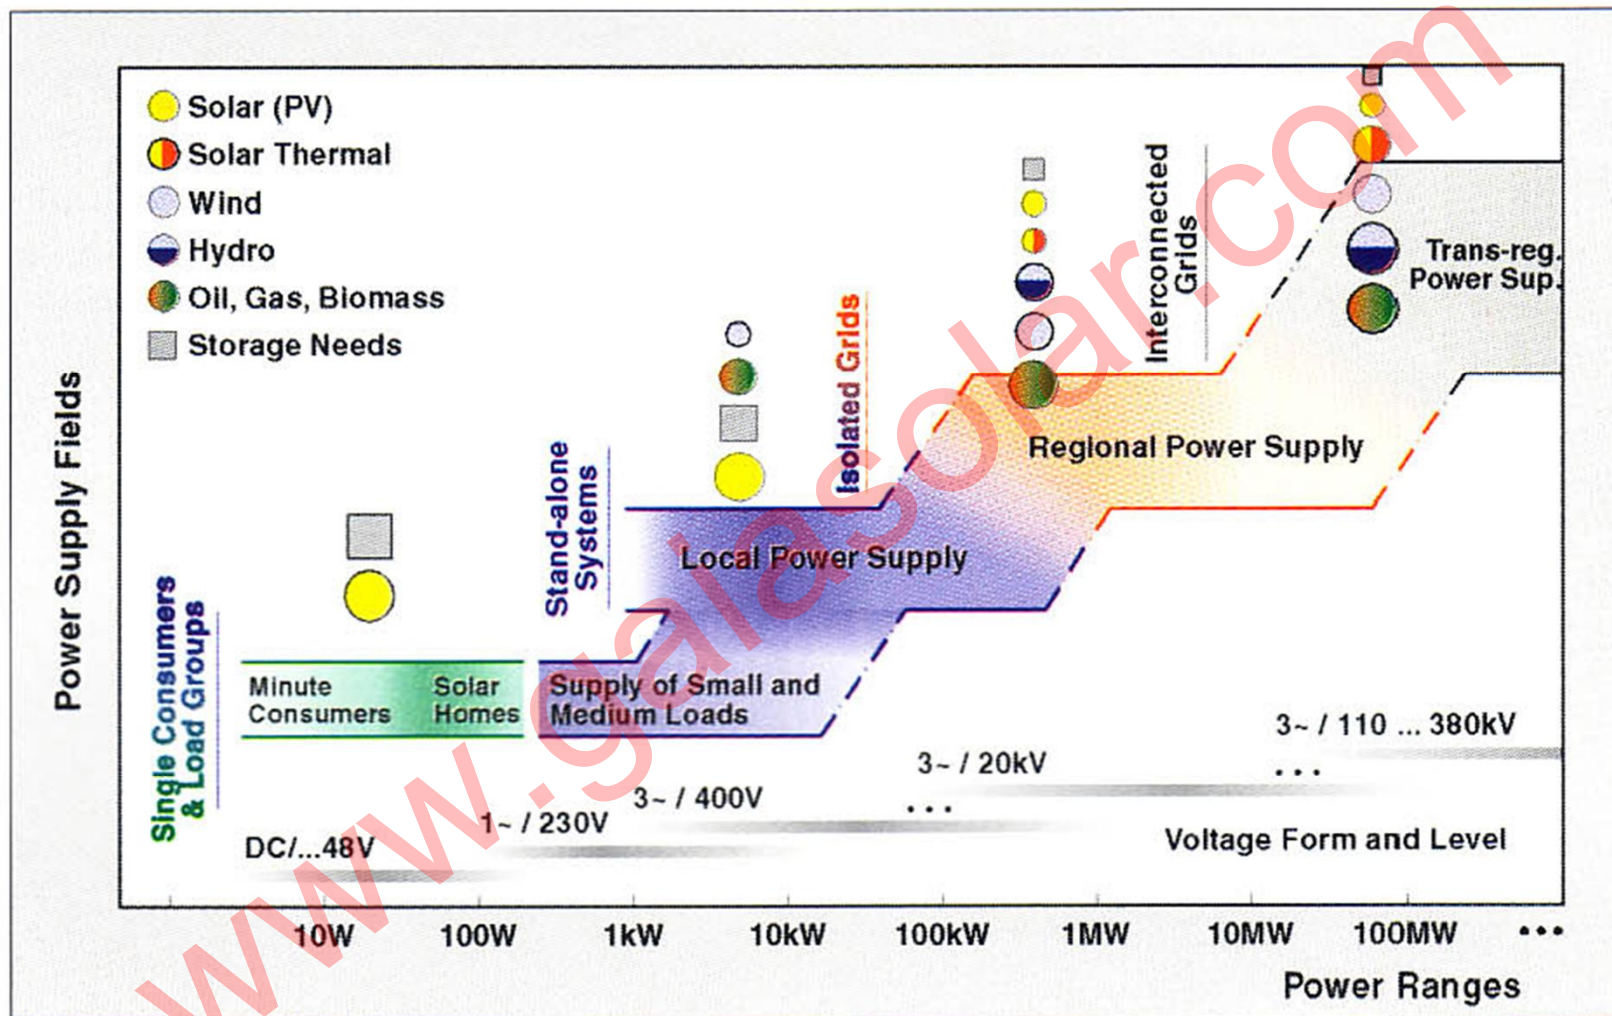 Solar (PV)
Solar Thermal
Wind
Hydro
Oil, Gas, Biomass
Storage Needs
Power Supply Fields
Single Consumers
& Load Groups
Stand-alone
Systems
Isolated Grids
Interconnected
Grids
Trans-reg.
Power Sup.
Regional Power Supply
Local Power Supply
Minute
Consumers
Solar
Homes
Supply of Small and
Medium Loads
DC/...48V
1~ / 230V
3~ / 400V
...
3~ / 20kV
...
3~ / 110 ... 380kV
Voltage Form and Level
10W 100W 1kW 10kW 100kW 1MW 10MW 100MW ...
Power Ranges
www.galasolar.com